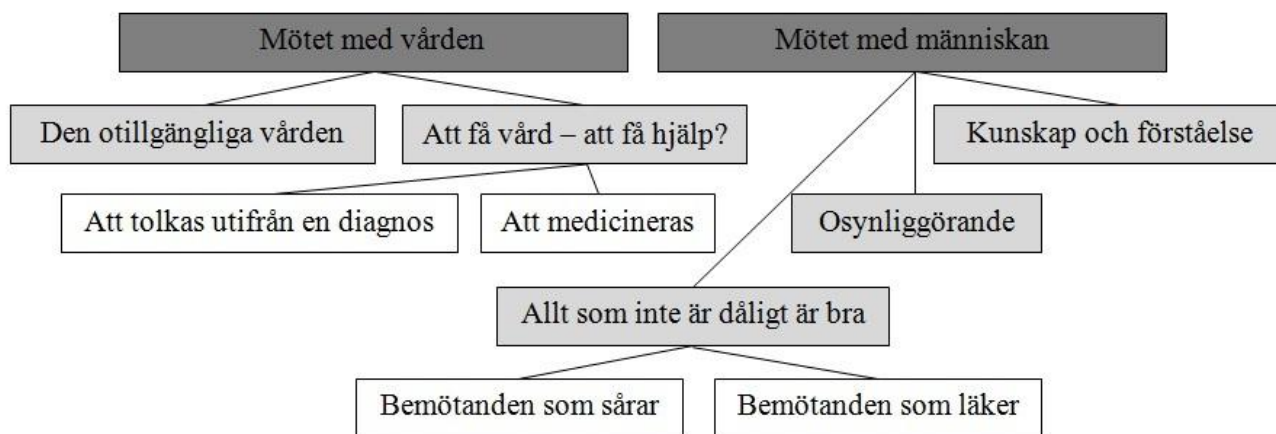 Mötet med vården
Mötet med människan
Den otillgängliga vården
Att få vård – att få hjälp?
Kunskap och förståelse
Att tolkas utifrån en diagnos
Att medicineras
Osynliggörande
Allt som inte är dåligt är bra
Bemötanden som sårar
Bemötanden som läker